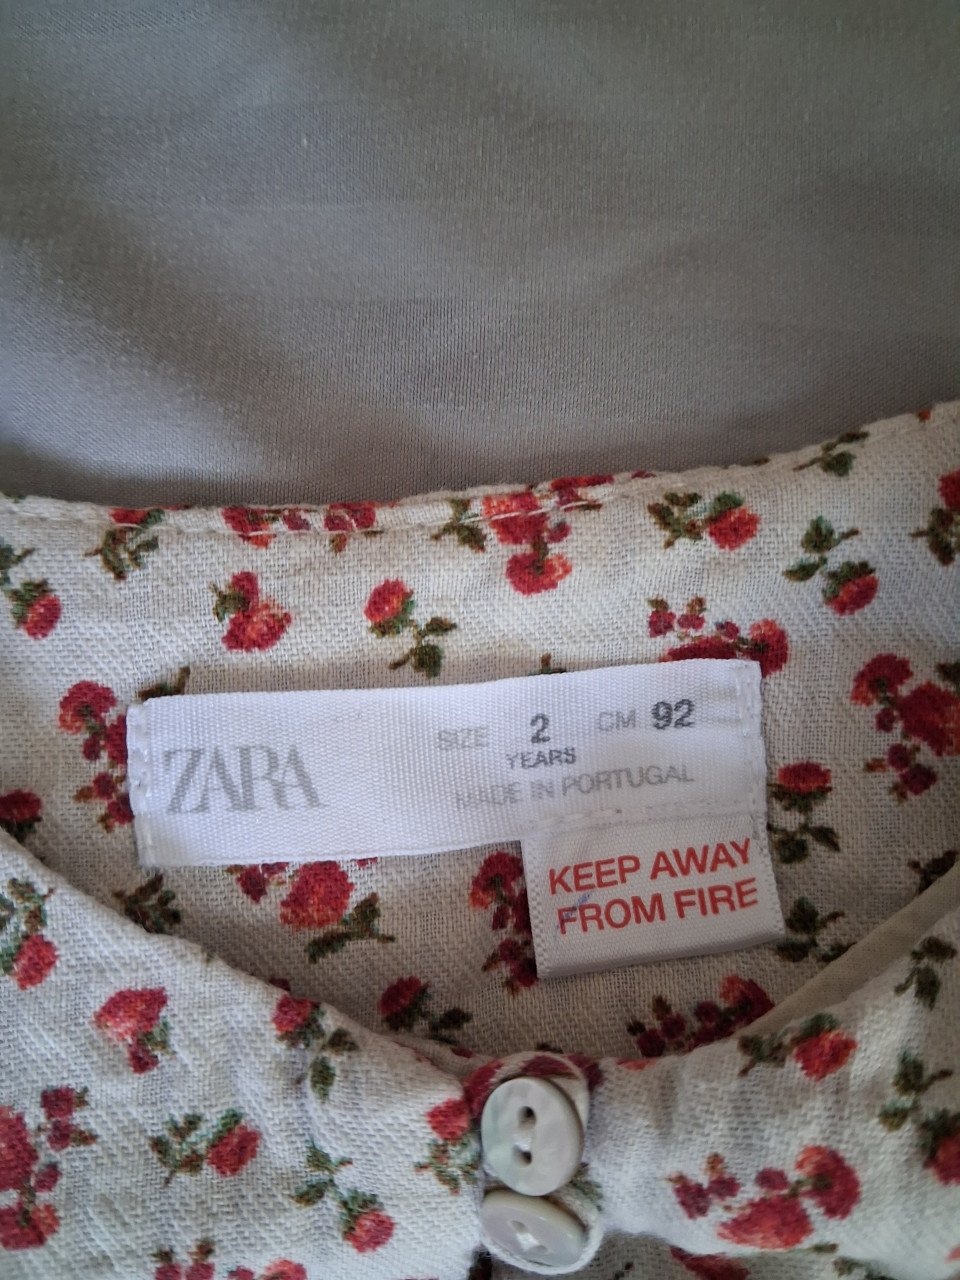 ZARA
SIZE 2 CM 92
YEARS
MADE IN PORTUGAL
KEEP AWAY
FROM FIRE